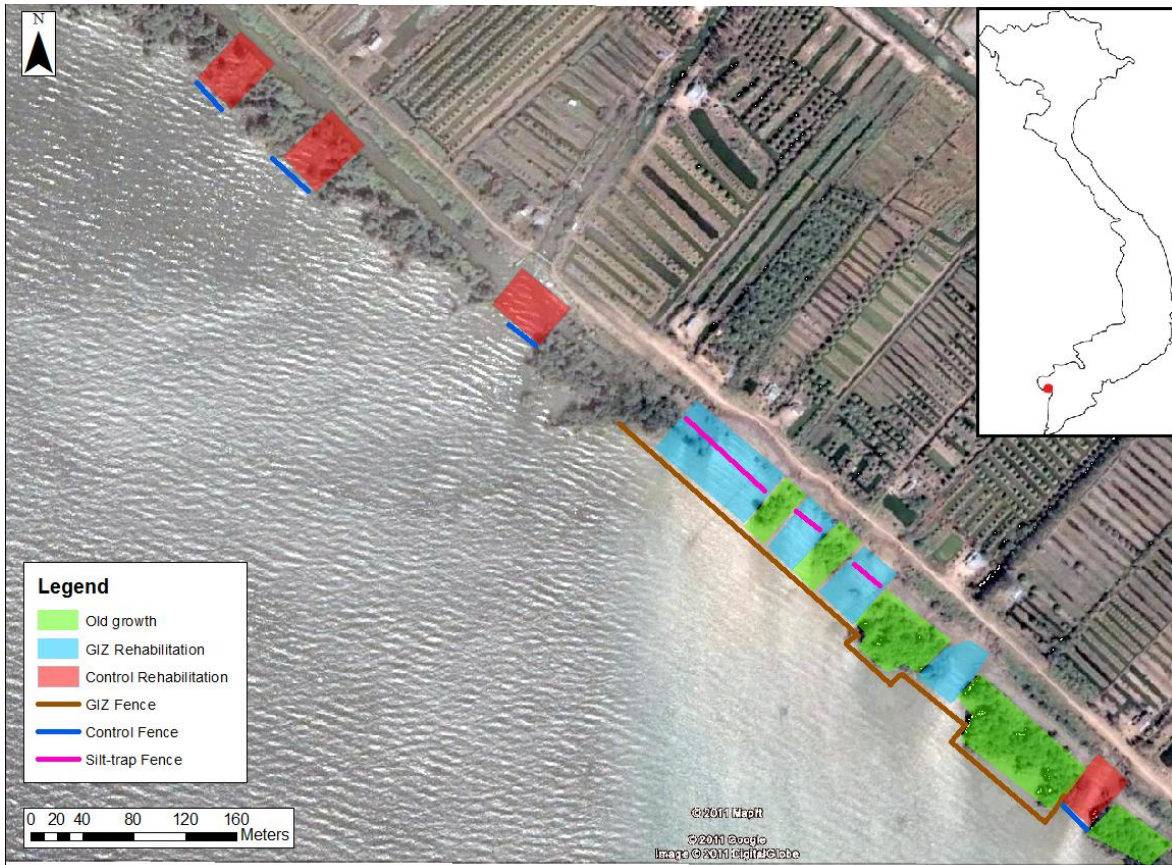 N
Legend
Old growth
GIZ Rehabilitation
Control Rehabilitation
GIZ Fence
Control Fence
Silt-trap Fence
0 20 40 80 120 160
Meters
© 2011 MapIt
© 2011 Google
Image © 2011 DigitalGlobe